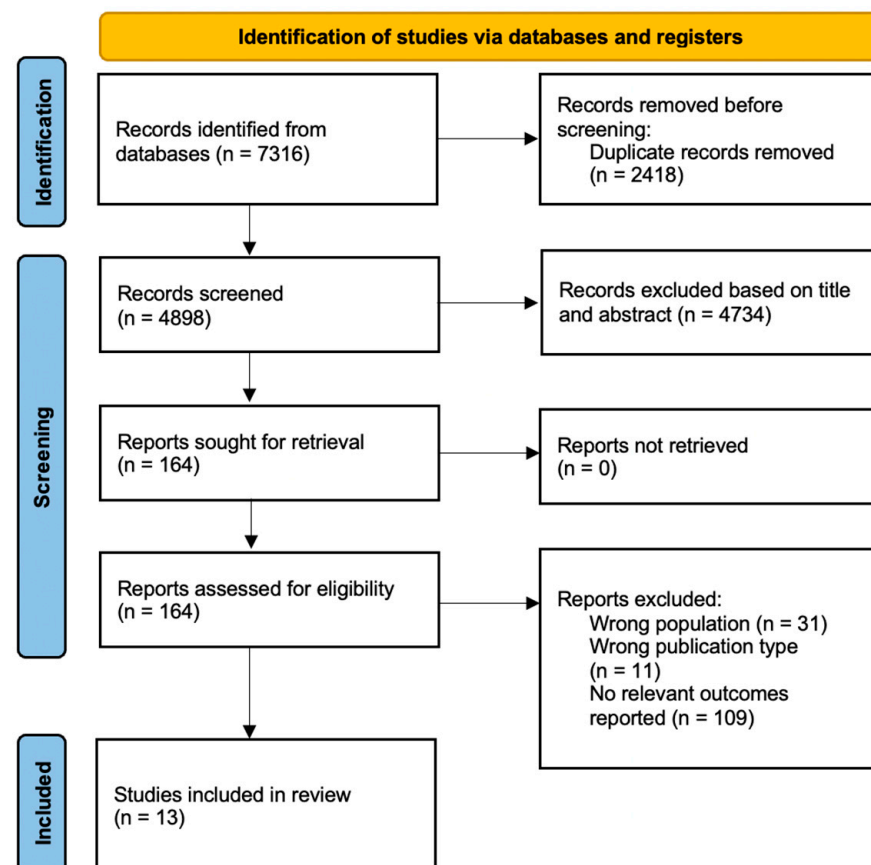 Identification of studies via databases and registers
Identification
Records identified from
databases (n = 7316)
Records removed before
screening:
Duplicate records removed
(n = 2418)
Screening
Records screened
(n = 4898)
Records excluded based on title
and abstract (n = 4734)
Reports sought for retrieval
(n = 164)
Reports not retrieved
(n = 0)
Reports assessed for eligibility
(n = 164)
Reports excluded:
Wrong population (n = 31)
Wrong publication type
(n = 11)
No relevant outcomes
reported (n = 109)
Included
Studies included in review
(n = 13)